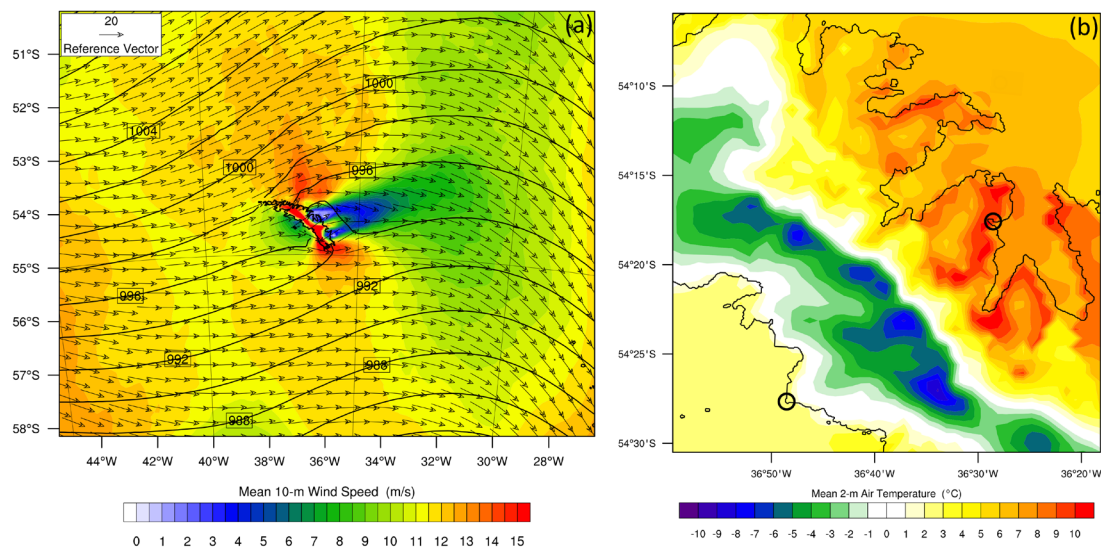 20
Reference Vector
(a)
51°S
52°S
53°S
54°S
55°S
56°S
57°S
58°S
1000
1004
1000
996
996
992
992
988
988
44°W
42°W
40°W
38°W
36°W
34°W
32°W
30°W
28°W
Mean 10-m Wind Speed (m/s)
0 1 2 3 4 5 6 7 8 9 10 11 12 13 14 15
(b)
54°10'S
54°15'S
54°20'S
54°25'S
54°30'S
36°50'W
36°40'W
36°30'W
36°20'W
Mean 2-m Air Temperature (°C)
-10 -9 -8 -7 -6 -5 -4 -3 -2 -1 0 1 2 3 4 5 6 7 8 9 10